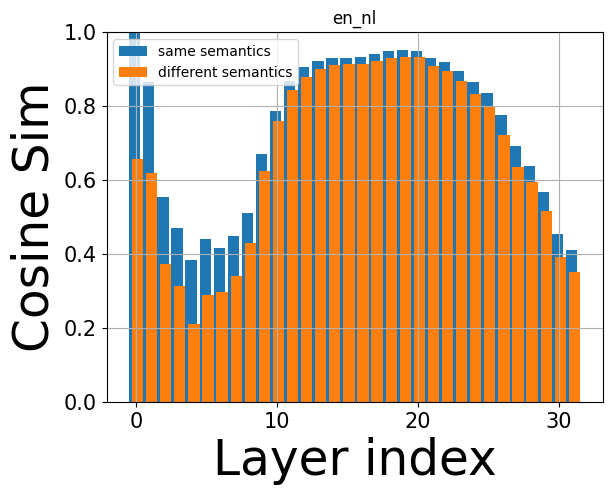 en_nl
same semantics
different semantics
Cosine Sim
1.0
0.8
0.6
0.4
0.2
0.0
0 10 20 30
Layer index